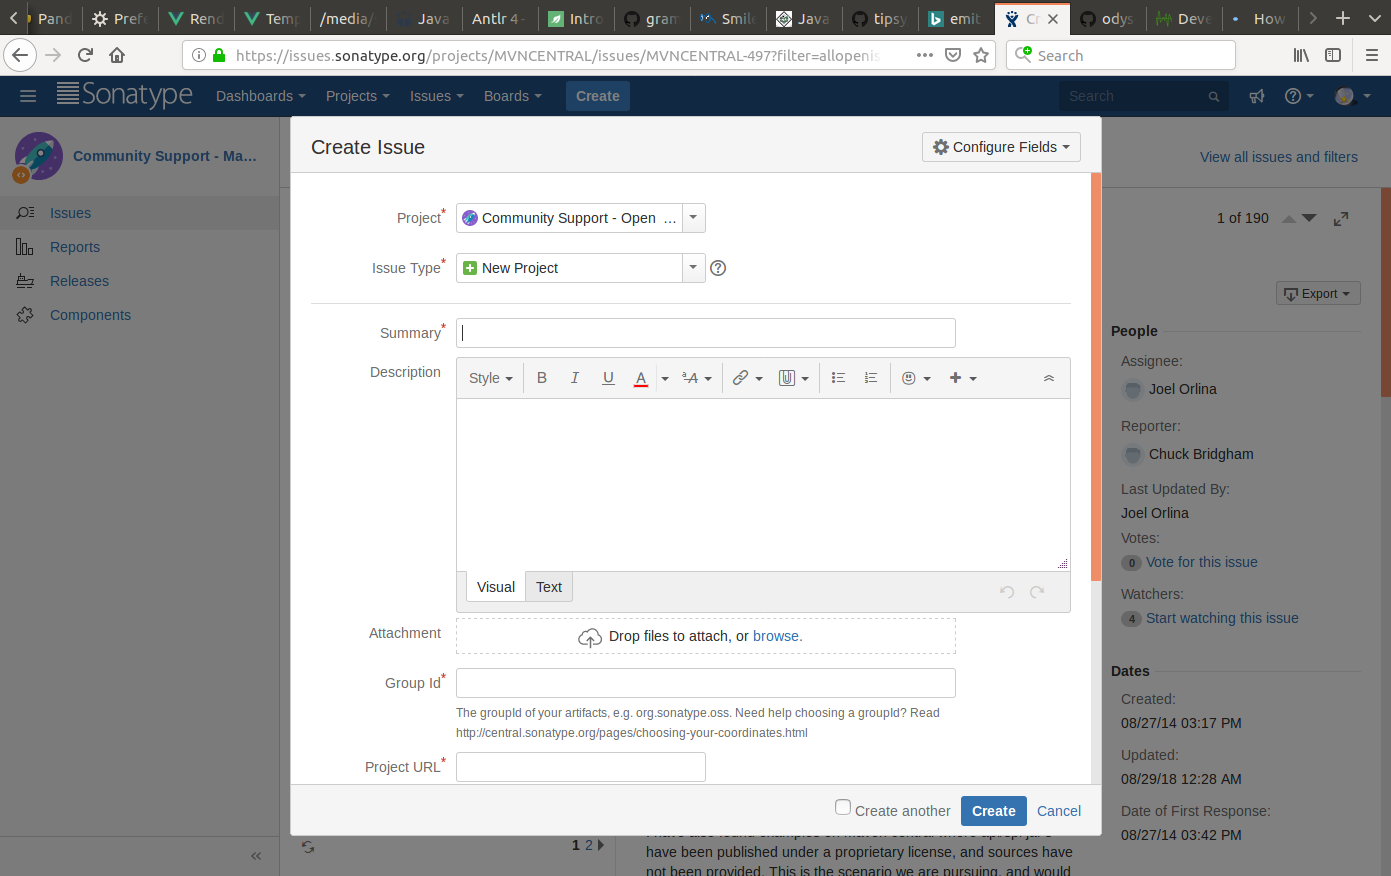 Pand
Prefe
Rend
Temp
/media/
Java
Antlr 4 -
Intro
gram
Smile
Java
tipsy
emit
Cr
odys
Deve
How
https://issues.sonatype.org/projects/MVNCENTRAL/issues/MVNCENTRAL-497?filter=allopenis
Search
Sonatype
Dashboards
Projects
Issues
Boards
Create
Search
Community Support - Ma...
Issues
Reports
Releases
Components
Create Issue
Configure Fields
Project*
Community Support - Open ...
Issue Type*
New Project
Summary*
Description
Style
B I U A ªA
Visual
Text
Attachment
Drop files to attach, or browse.
Group Id*
The groupId of your artifacts, e.g. org.sonatype.oss. Need help choosing a groupId? Read
http://central.sonatype.org/pages/choosing-your-coordinates.html
Project URL*
Create another
Create
Cancel
View all issues and filters
1 of 190
Export
People
Assignee:
Joel Orlina
Reporter:
Chuck Bridgham
Last Updated By:
Joel Orlina
Votes:
0 Vote for this issue
Watchers:
4 Start watching this issue
Dates
Created:
08/27/14 03:17 PM
Updated:
08/29/18 12:28 AM
Date of First Response:
08/27/14 03:42 PM
«
1 2
have been published under a proprietary license, and sources have
not been provided. This is the scenario we are pursuing, and would